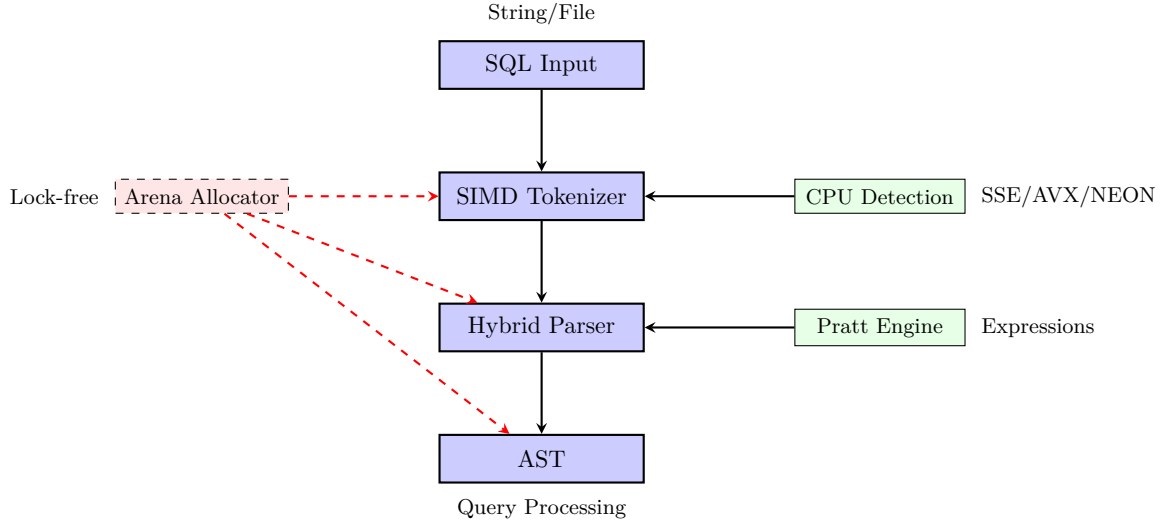 String/File
SQL Input
Lock-free
Arena Allocator
SIMD Tokenizer
CPU Detection
SSE/AVX/NEON
Hybrid Parser
Pratt Engine
Expressions
AST
Query Processing